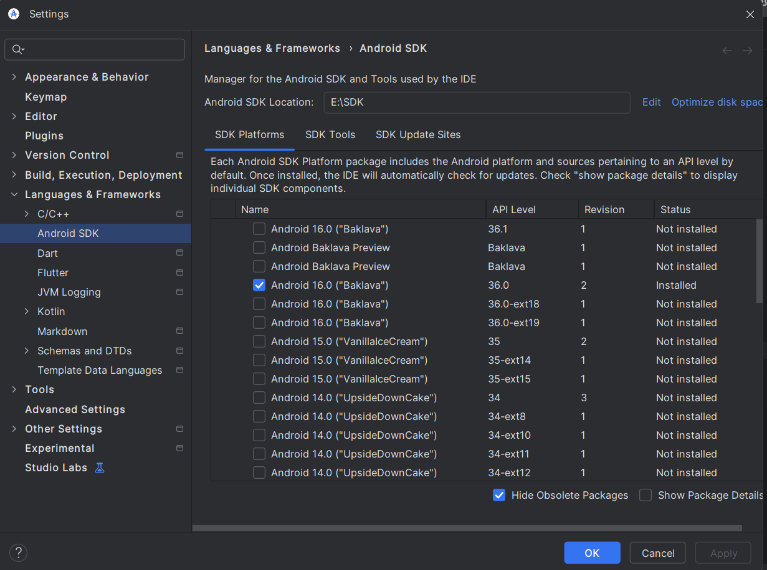 Settings
Languages & Frameworks › Android SDK
Manager for the Android SDK and Tools used by the IDE
Android SDK Location: E:\SDK Edit Optimize disk spac
SDK Platforms SDK Tools SDK Update Sites
Each Android SDK Platform package includes the Android platform and sources pertaining to an API level by
default. Once installed, the IDE will automatically check for updates. Check "show package details" to display
individual SDK components.
Name API Level Revision Status
Android 16.0 ("Baklava") 36.1 1 Not installed
Android Baklava Preview Baklava 1 Not installed
Android Baklava Preview Baklava 1 Not installed
Android 16.0 ("Baklava") 36.0 2 Installed
Android 16.0 ("Baklava") 36.0-ext18 1 Not installed
Android 16.0 ("Baklava") 36.0-ext19 1 Not installed
Android 15.0 ("VanillaIceCream") 35 2 Not installed
Android 15.0 ("VanillaIceCream") 35-ext14 1 Not installed
Android 15.0 ("VanillaIceCream") 35-ext15 1 Not installed
Android 14.0 ("UpsideDownCake") 34 3 Not installed
Android 14.0 ("UpsideDownCake") 34-ext8 1 Not installed
Android 14.0 ("UpsideDownCake") 34-ext10 1 Not installed
Android 14.0 ("UpsideDownCake") 34-ext11 1 Not installed
Android 14.0 ("UpsideDownCake") 34-ext12 1 Not installed
Hide Obsolete Packages Show Package Details
Appearance & Behavior
Keymap
Editor
Plugins
Version Control
Build, Execution, Deployment
Languages & Frameworks
C/C++
Android SDK
Dart
Flutter
JVM Logging
Kotlin
Markdown
Schemas and DTDs
Template Data Languages
Tools
Advanced Settings
Other Settings
Experimental
Studio Labs
?
OK Cancel Apply